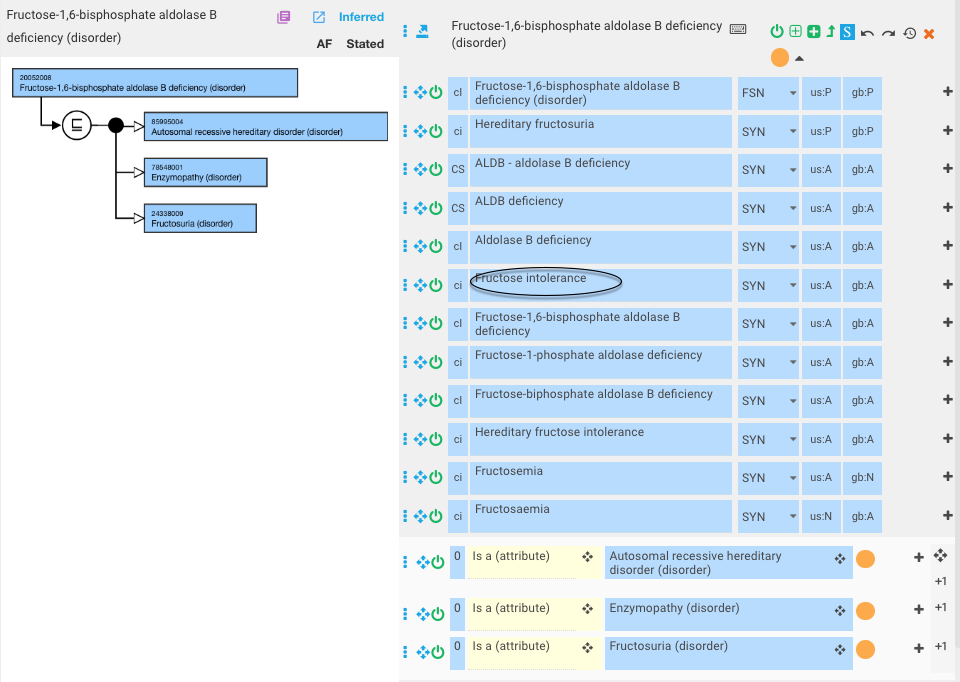 Fructose-1,6-bisphosphate aldolase B
deficiency (disorder)
Inferred
AF Stated
20052008
Fructose-1,6-bisphosphate aldolase B deficiency (disorder)
85995004
Autosomal recessive hereditary disorder (disorder)
78548001
Enzymopathy (disorder)
24338009
Fructosuria (disorder)
Fructose-1,6-bisphosphate aldolase B deficiency
(disorder)
S
cI Fructose-1,6-bisphosphate aldolase B
deficiency (disorder) FSN us:P gb:P
ci Hereditary fructosuria SYN us:P gb:P
CS ALDB - aldolase B deficiency SYN us:A gb:A
CS ALDB deficiency SYN us:A gb:A
cI Aldolase B deficiency SYN us:A gb:A
ci Fructose intolerance SYN us:A gb:A
cI Fructose-1,6-bisphosphate aldolase B
deficiency SYN us:A gb:A
ci Fructose-1-phosphate aldolase deficiency SYN us:A gb:A
cI Fructose-biphosphate aldolase B deficiency SYN us:A gb:A
ci Hereditary fructose intolerance SYN us:A gb:A
ci Fructosemia SYN us:A gb:N
ci Fructosaemia SYN us:N gb:A
0 Is a (attribute) Autosomal recessive hereditary
disorder (disorder)
+1
0 Is a (attribute) Enzymopathy (disorder) +1
0 Is a (attribute) Fructosuria (disorder) +1